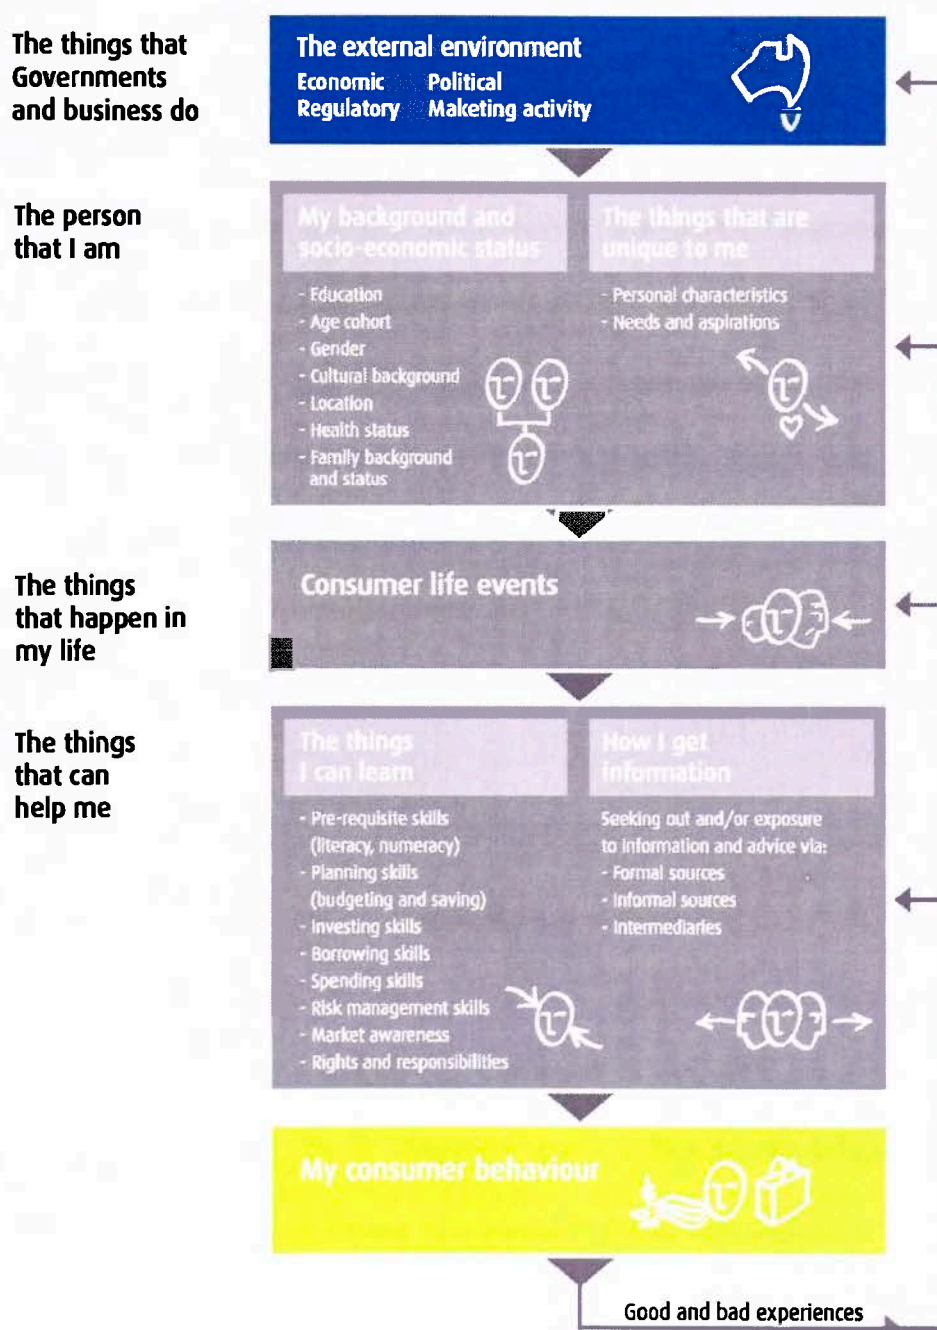 The things that
Governments
and business do
The external environment
Economic Political
Regulatory Maketing activity
The person
that I am
My background and
socio-economic status
- Education
- Age cohort
- Gender
- Cultural background
- Location
- Health status
- Family background
and status
The things that are
unique to me
- Personal characteristics
- Needs and aspirations
The things
that happen in
my life
Consumer life events
The things
that can
help me
The things
I can learn
- Pre-requisite skills
(literacy, numeracy)
- Planning skills
(budgeting and saving)
- Investing skills
- Borrowing skills
- Spending skills
- Risk management skills
- Market awareness
- Rights and responsibilities
How I get
information
Seeking out and/or exposure
to information and advice via:
- Formal sources
- Informal sources
- Intermediaries
My consumer behaviour
Good and bad experiences